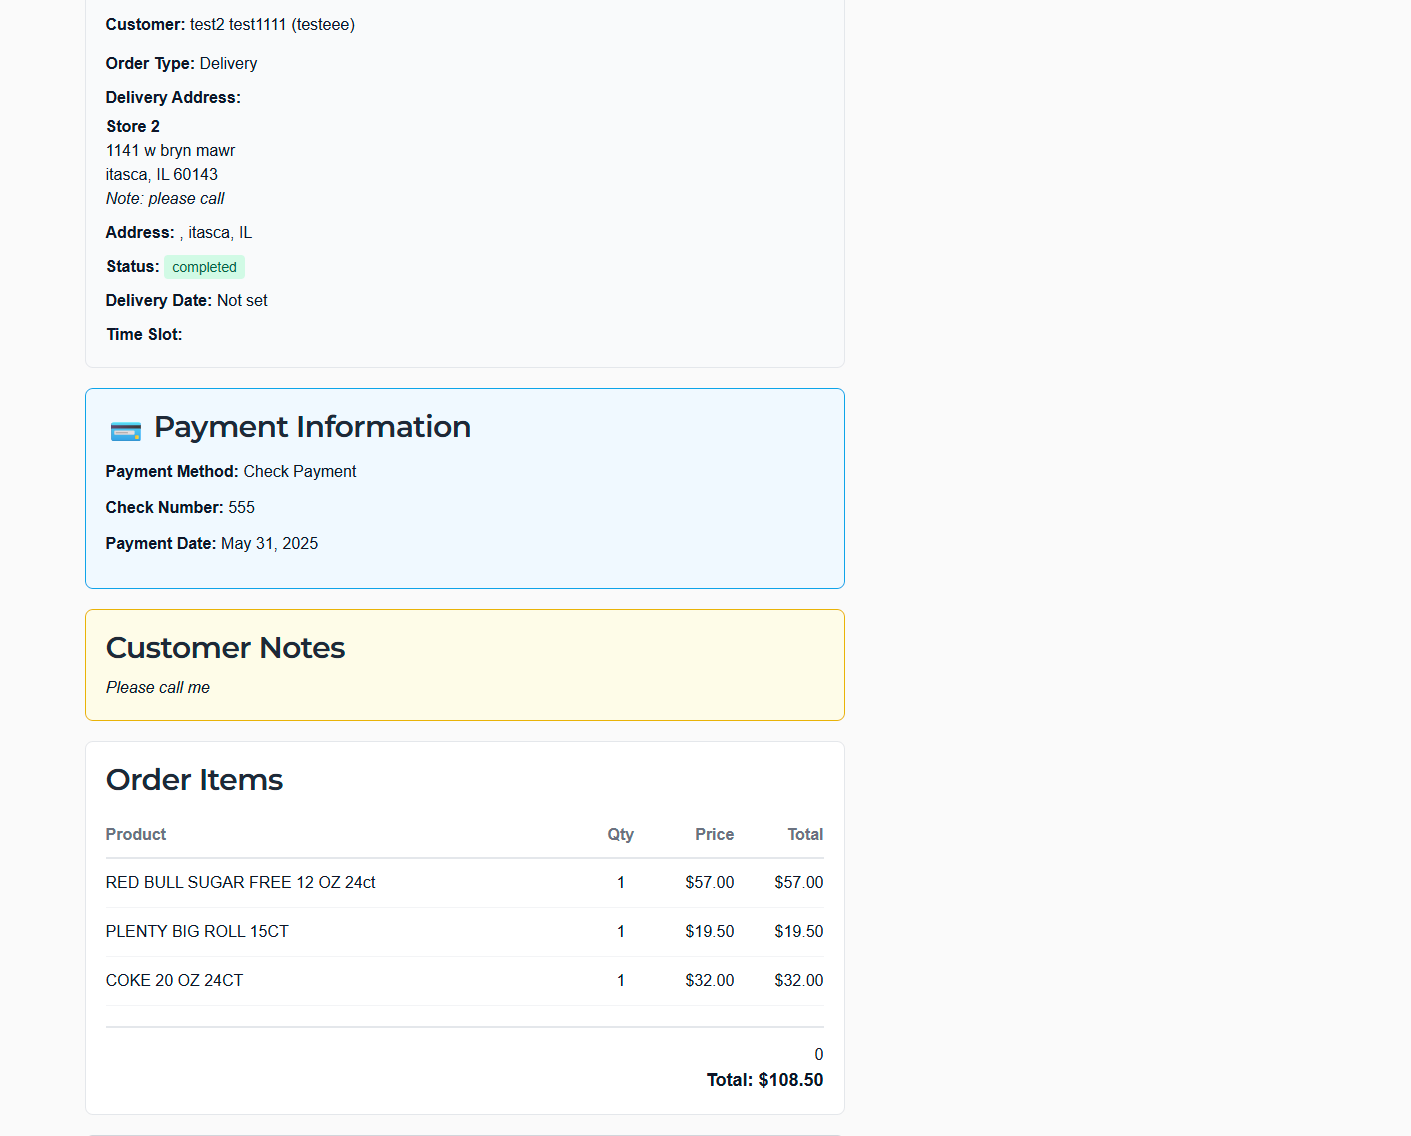 Customer: test2 test1111 (testeee)
Order Type: Delivery
Delivery Address:
Store 2
1141 w bryn mawr
itasca, IL 60143
Note: please call
Address: , itasca, IL
Status: completed
Delivery Date: Not set
Time Slot:
Payment Information
Payment Method: Check Payment
Check Number: 555
Payment Date: May 31, 2025
Customer Notes
Please call me
Order Items
Product Qty Price Total
RED BULL SUGAR FREE 12 OZ 24ct 1 $57.00 $57.00
PLENTY BIG ROLL 15CT 1 $19.50 $19.50
COKE 20 OZ 24CT 1 $32.00 $32.00
0
Total: $108.50